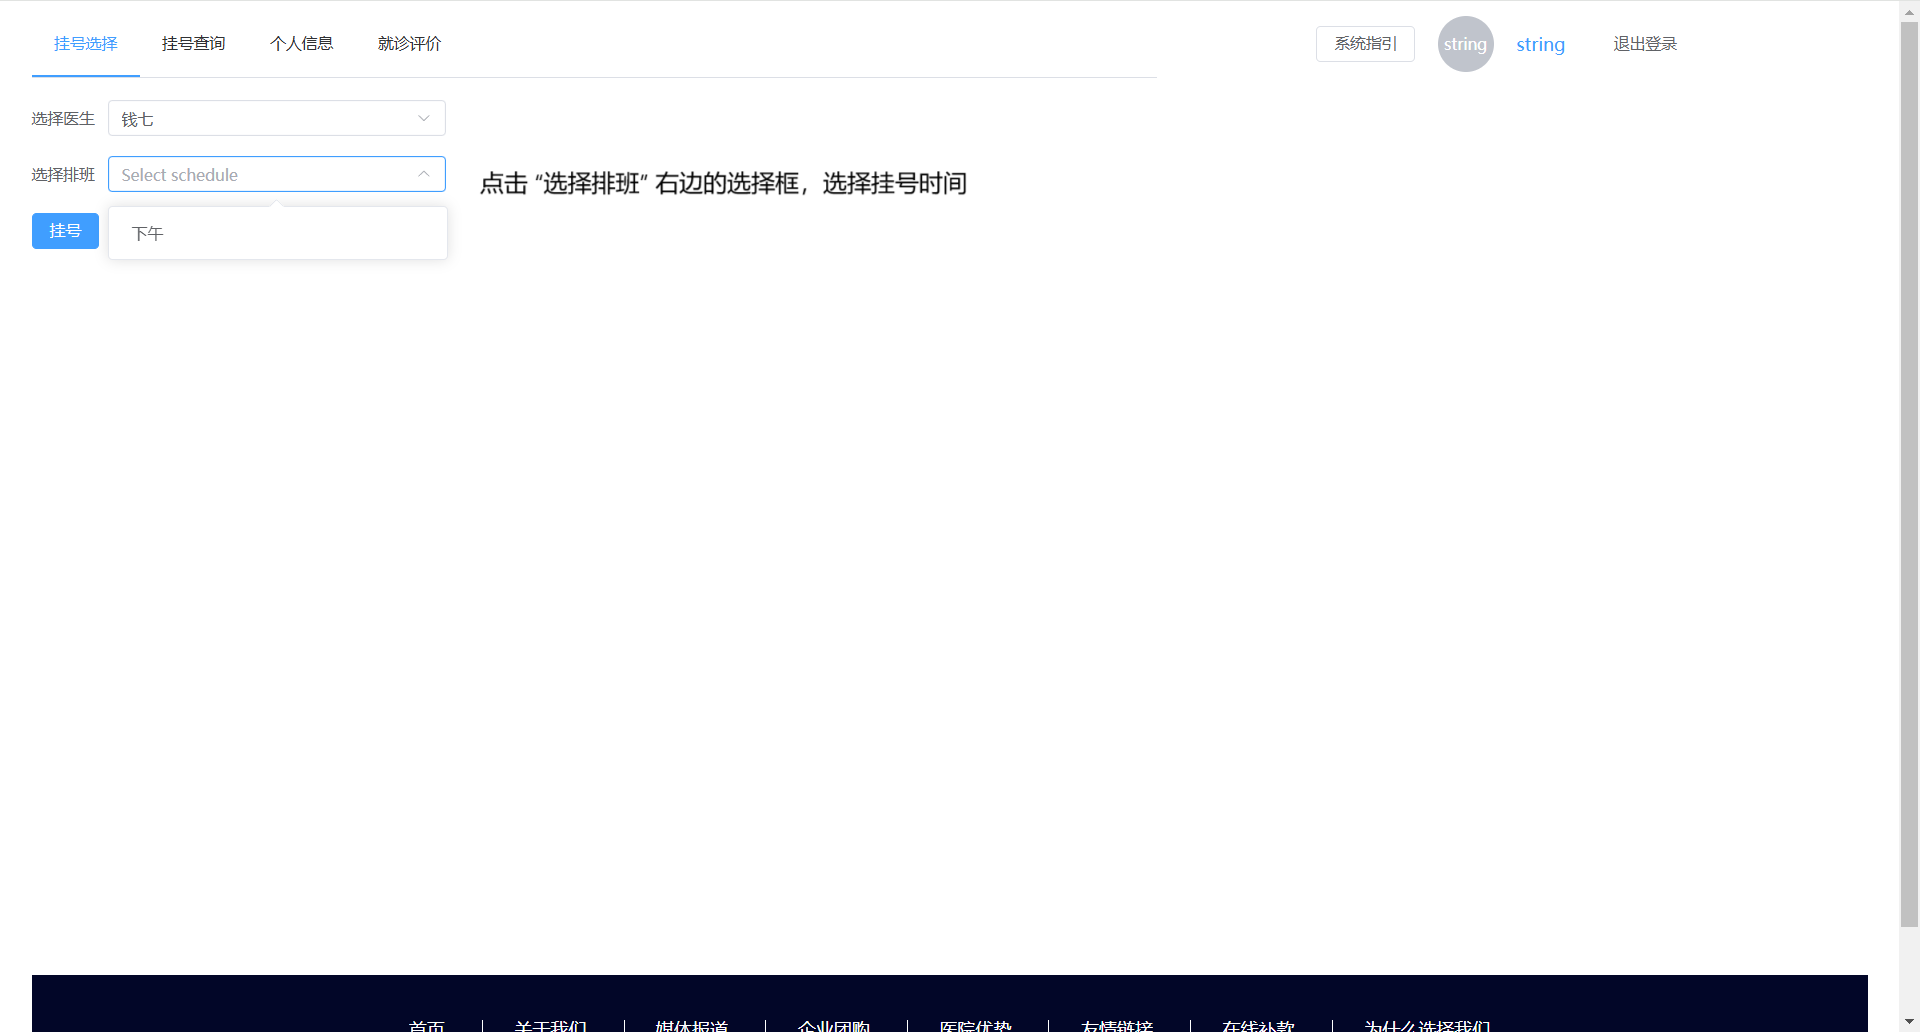 挂号选择 挂号查询 个人信息 就诊评价 系统指引 string string 退出登录
选择医生 钱七
选择排班 Select schedule
点击 “选择排班” 右边的选择框，选择挂号时间
挂号 下午
首页 关于我们 媒体报道 企业团购 医院优势 友情链接 在线补款 为什么选择我们